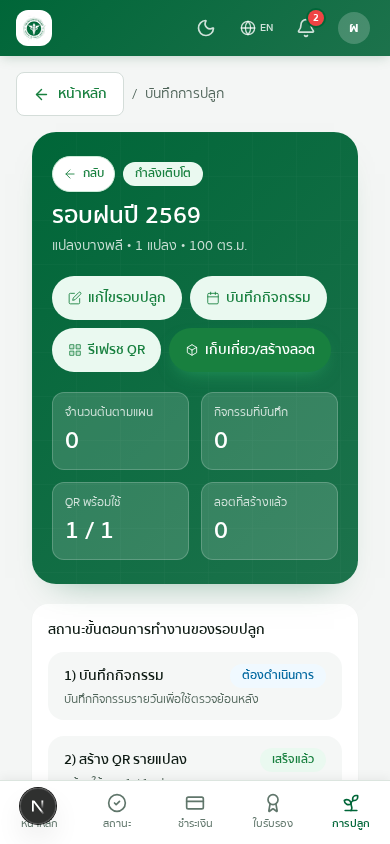 EN
2
ผ
หน้าหลัก / บันทึกการปลูก
กลับ กำลังเติบโต
รอบฝนปี 2569
แปลงบางพลี • 1 แปลง • 100 ตร.ม.
แก้ไขรอบปลูก บันทึกกิจกรรม
รีเฟรช QR เก็บเกี่ยว/สร้างลอต
จำนวนต้นตามแผน กิจกรรมที่บันทึก
0 0
QR พร้อมใช้ ลอตที่สร้างแล้ว
1 / 1 0
สถานะขั้นตอนการทำงานของรอบปลูก
1) บันทึกกิจกรรม ต้องดำเนินการ
บันทึกกิจกรรมรายวันเพื่อใช้ตรวจย้อนหลัง
2) สร้าง QR รายแปลง เสร็จแล้ว
N
สถานะ ชำระเงิน ใบรับรอง การปลูก